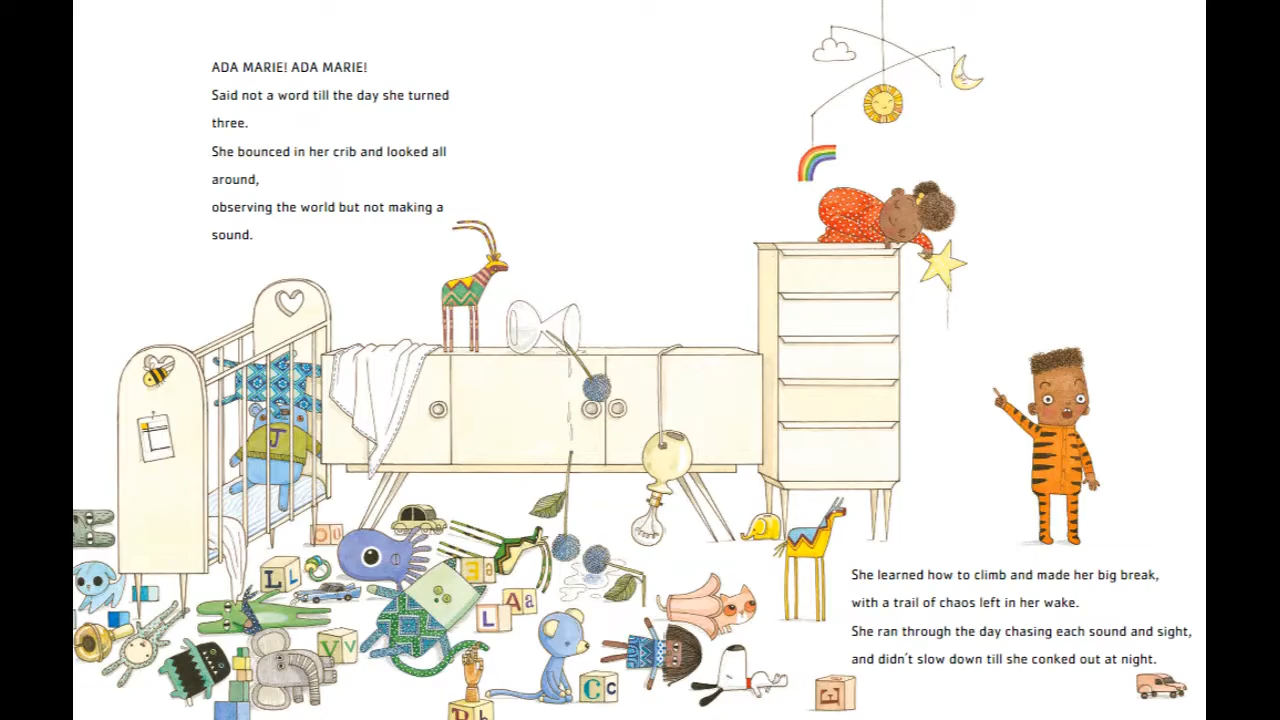 ADA MARIE! ADA MARIE!
Said not a word till the day she turned
three.
She bounced in her crib and looked all
around,
observing the world but not making a
sound.
J
L
L L
E a
A a
L
V v
C c
B b
E
She learned how to climb and made her big break,
with a trail of chaos left in her wake.
She ran through the day chasing each sound and sight,
and didn't slow down till she conked out at night.